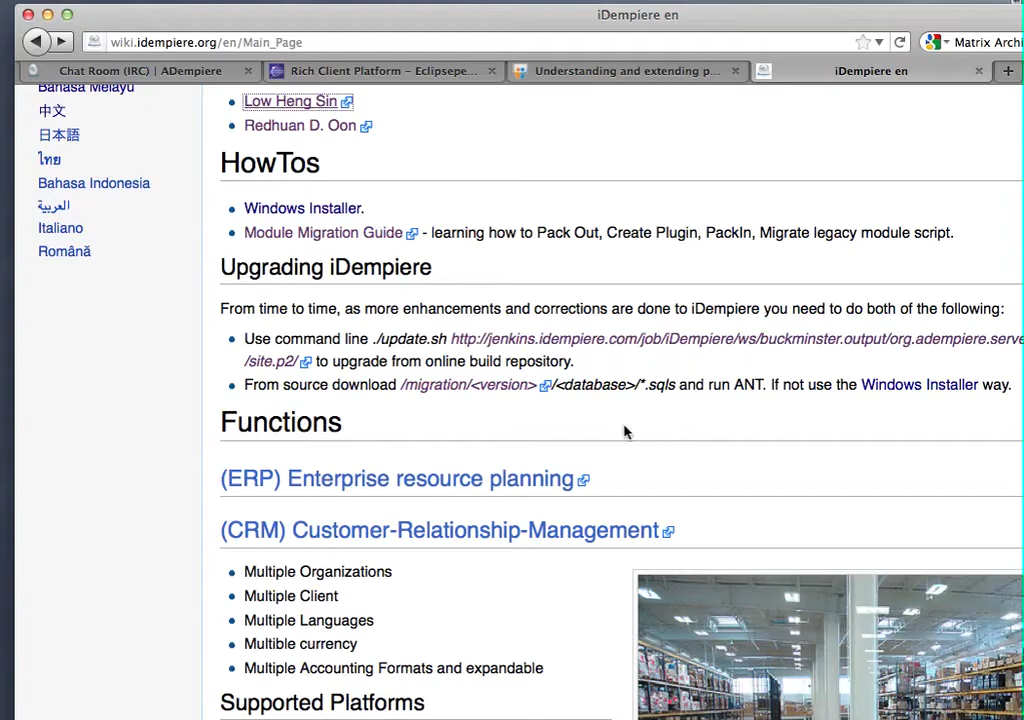 iDempiere en
wiki.idempiere.org/en/Main_Page
Matrix Archi
Chat Room (IRC) | ADempiere
Rich Client Platform – Eclipsepe...
Understanding and extending p...
iDempiere en
Bahasa Melayu
中文
日本語
ไทย
Bahasa Indonesia
العربية
Italiano
Română
Low Heng Sin
Redhuan D. Oon
HowTos
Windows Installer.
Module Migration Guide - learning how to Pack Out, Create Plugin, PackIn, Migrate legacy module script.
Upgrading iDempiere
From time to time, as more enhancements and corrections are done to iDempiere you need to do both of the following:
Use command line ./update.sh http://jenkins.idempiere.com/job/iDempiere/ws/buckminster.output/org.adempiere.serve
/site.p2/ to upgrade from online build repository.
From source download /migration/<version>/<database>/*.sqls and run ANT. If not use the Windows Installer way.
Functions
(ERP) Enterprise resource planning
(CRM) Customer-Relationship-Management
Multiple Organizations
Multiple Client
Multiple Languages
Multible currency
Multiple Accounting Formats and expandable
Supported Platforms